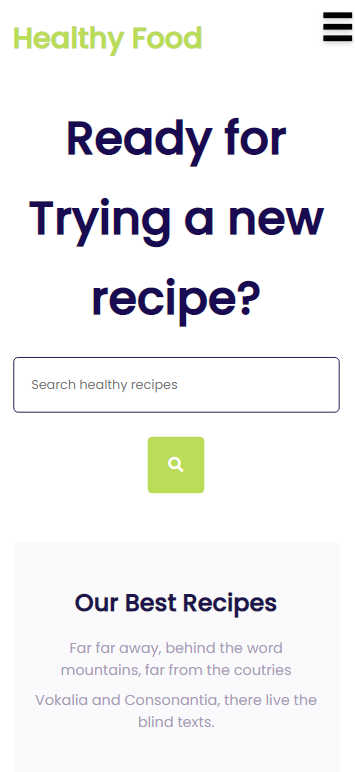 Healthy Food
Ready for
Trying a new
recipe?
Search healthy recipes
Our Best Recipes
Far far away, behind the word
mountains, far from the coutries
Vokalia and Consonantia, there live the
blind texts.